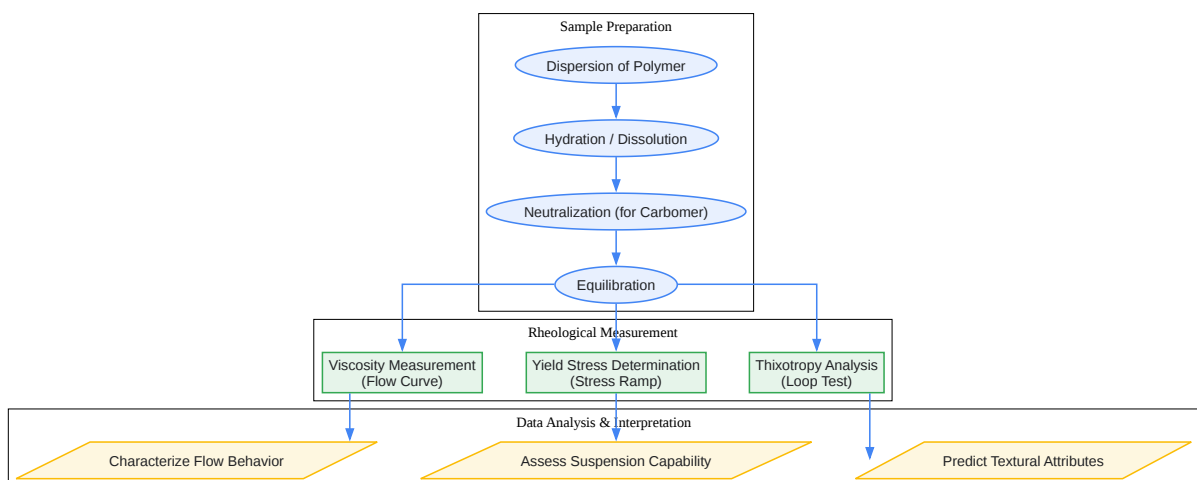 Sample Preparation
Dispersion of Polymer
Hydration / Dissolution
Neutralization (for Carbomer)
Equilibration
Rheological Measurement
Viscosity Measurement
(Flow Curve)
Yield Stress Determination
(Stress Ramp)
Thixotropy Analysis
(Loop Test)
Data Analysis & Interpretation
Characterize Flow Behavior
Assess Suspension Capability
Predict Textural Attributes